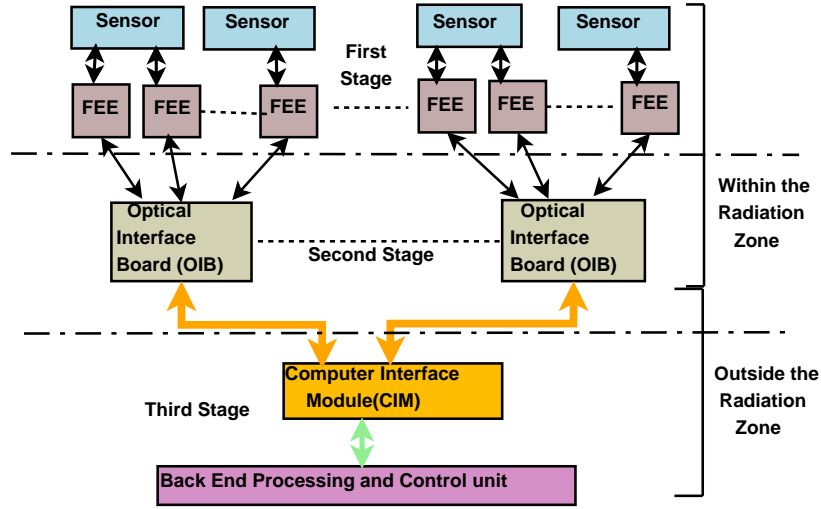 Sensor
Sensor
Sensor
Sensor
First
Stage
FEE
FEE
FEE
FEE
FEE
FEE
Within the
Radiation
Zone
Optical
Interface
Board (OIB)
Second Stage
Optical
Interface
Board (OIB)
Computer Interface
Module(CIM)
Third Stage
Outside the
Radiation
Zone
Back End Processing and Control unit